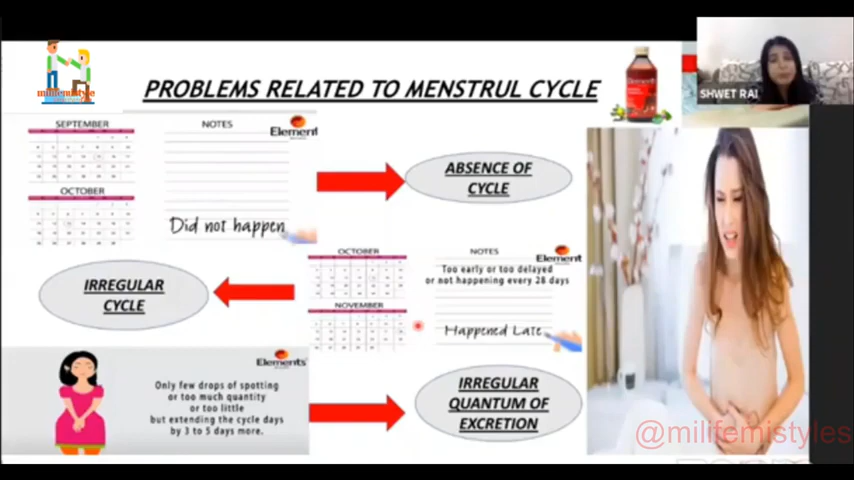 milifemistyle
PROBLEMS RELATED TO MENSTRUL CYCLE
SHWET RAI
SEPTEMBER
NOTES
Element
OCTOBER
Did not happen
ABSENCE OF
CYCLE
IRREGULAR
CYCLE
OCTOBER
NOTES
Element
Too early or too delayed
or not happening every 28 days
NOVEMBER
Happened Late
Elements
Only few drops of spotting
or too much quantity
or too little
but extending the cycle days
by 3 to 5 days more.
IRREGULAR
QUANTUM OF
EXCRETION
@milifemistyles